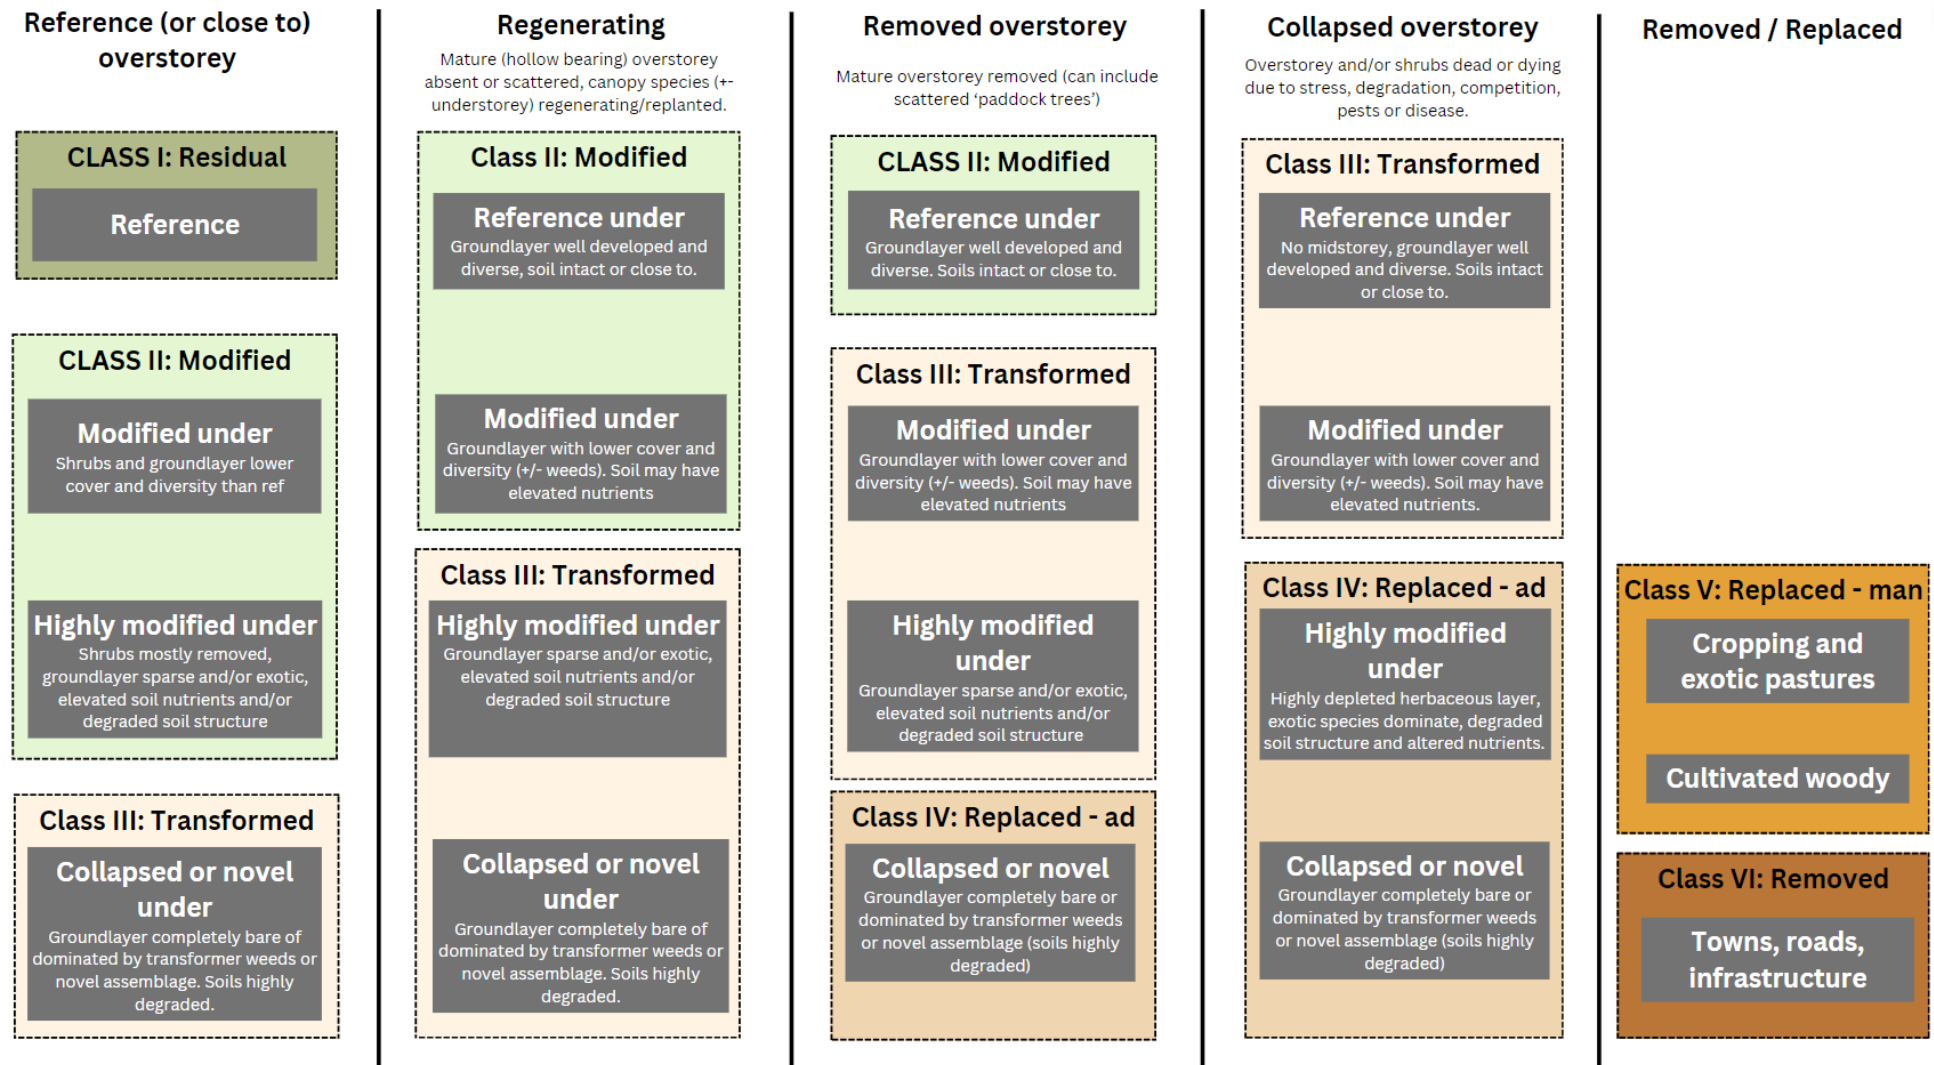 Reference (or close to)
overstorey
CLASS I: Residual
Reference
CLASS II: Modified
Modified under
Shrubs and groundlayer lower
cover and diversity than ref
Highly modified under
Shrubs mostly removed,
groundlayer sparse and/or exotic,
elevated soil nutrients and/or
degraded soil structure
Class III: Transformed
Collapsed or novel
under
Groundlayer completely bare of
dominated by transformer weeds or
novel assemblage. Soils highly
degraded.
Regenerating
Mature (hollow bearing) overstorey
absent or scattered, canopy species (+-
understorey) regenerating/replanted.
Class II: Modified
Reference under
Groundlayer well developed and
diverse, soil intact or close to.
Modified under
Groundlayer with lower cover and
diversity (+/- weeds). Soil may have
elevated nutrients
Class III: Transformed
Highly modified under
Groundlayer sparse and/or exotic,
elevated soil nutrients and/or
degraded soil structure
Collapsed or novel
under
Groundlayer completely bare of
dominated by transformer weeds or
novel assemblage. Soils highly
degraded.
Removed overstorey
Mature overstorey removed (can include
scattered ‘paddock trees’)
CLASS II: Modified
Reference under
Groundlayer well developed and
diverse. Soils intact or close to.
Class III: Transformed
Modified under
Groundlayer with lower cover and
diversity (+/- weeds). Soil may have
elevated nutrients
Highly modified
under
Groundlayer sparse and/or exotic,
elevated soil nutrients and/or
degraded soil structure
Class IV: Replaced - ad
Collapsed or novel
Groundlayer completely bare or
dominated by transformer weeds
or novel assemblage (soils highly
degraded)
Collapsed overstorey
Overstorey and/or shrubs dead or dying
due to stress, degradation, competition,
pests or disease.
Class III: Transformed
Reference under
No midstorey, groundlayer well
developed and diverse. Soils intact
or close to.
Modified under
Groundlayer with lower cover and
diversity (+/- weeds). Soil may have
elevated nutrients.
Class IV: Replaced - ad
Highly modified
under
Highly depleted herbaceous layer,
exotic species dominate, degraded
soil structure and altered nutrients.
Collapsed or novel
Groundlayer completely bare or
dominated by transformer weeds
or novel assemblage (soils highly
degraded)
Removed / Replaced
Class V: Replaced - man
Cropping and
exotic pastures
Cultivated woody
Class VI: Removed
Towns, roads,
infrastructure